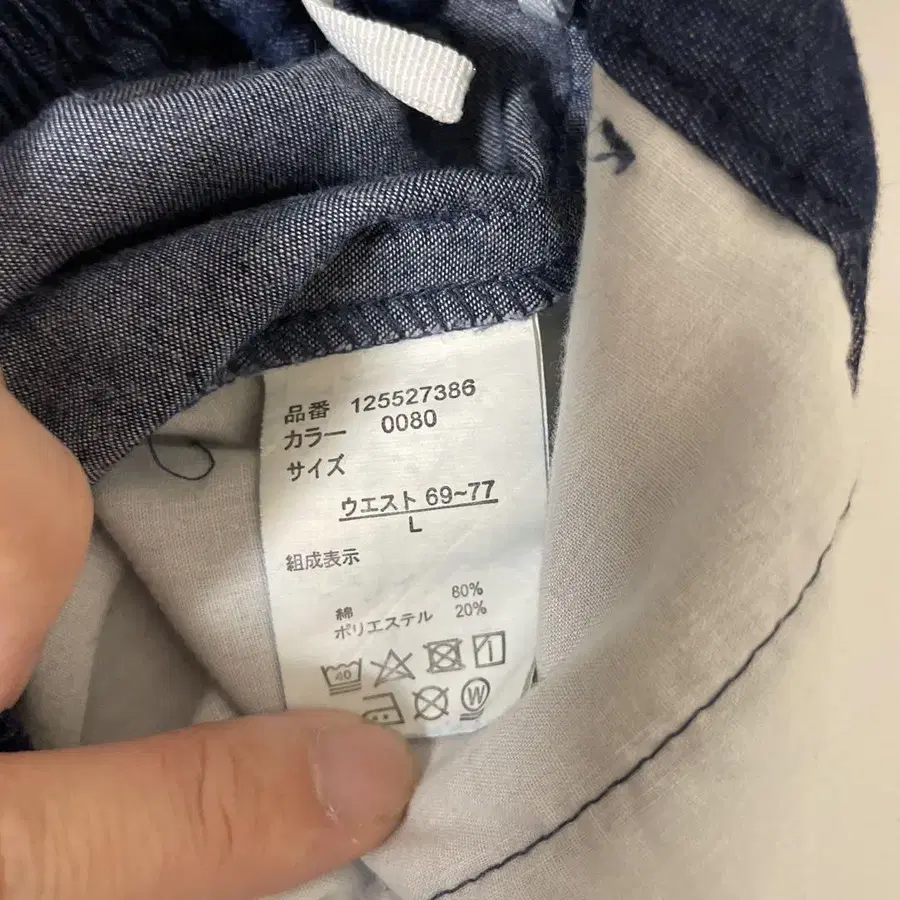 品番 125527386
カラー 0080
サイズ
ウエスト 69~77
L
組成表示
綿 80%
ポリエステル 20%
40
W